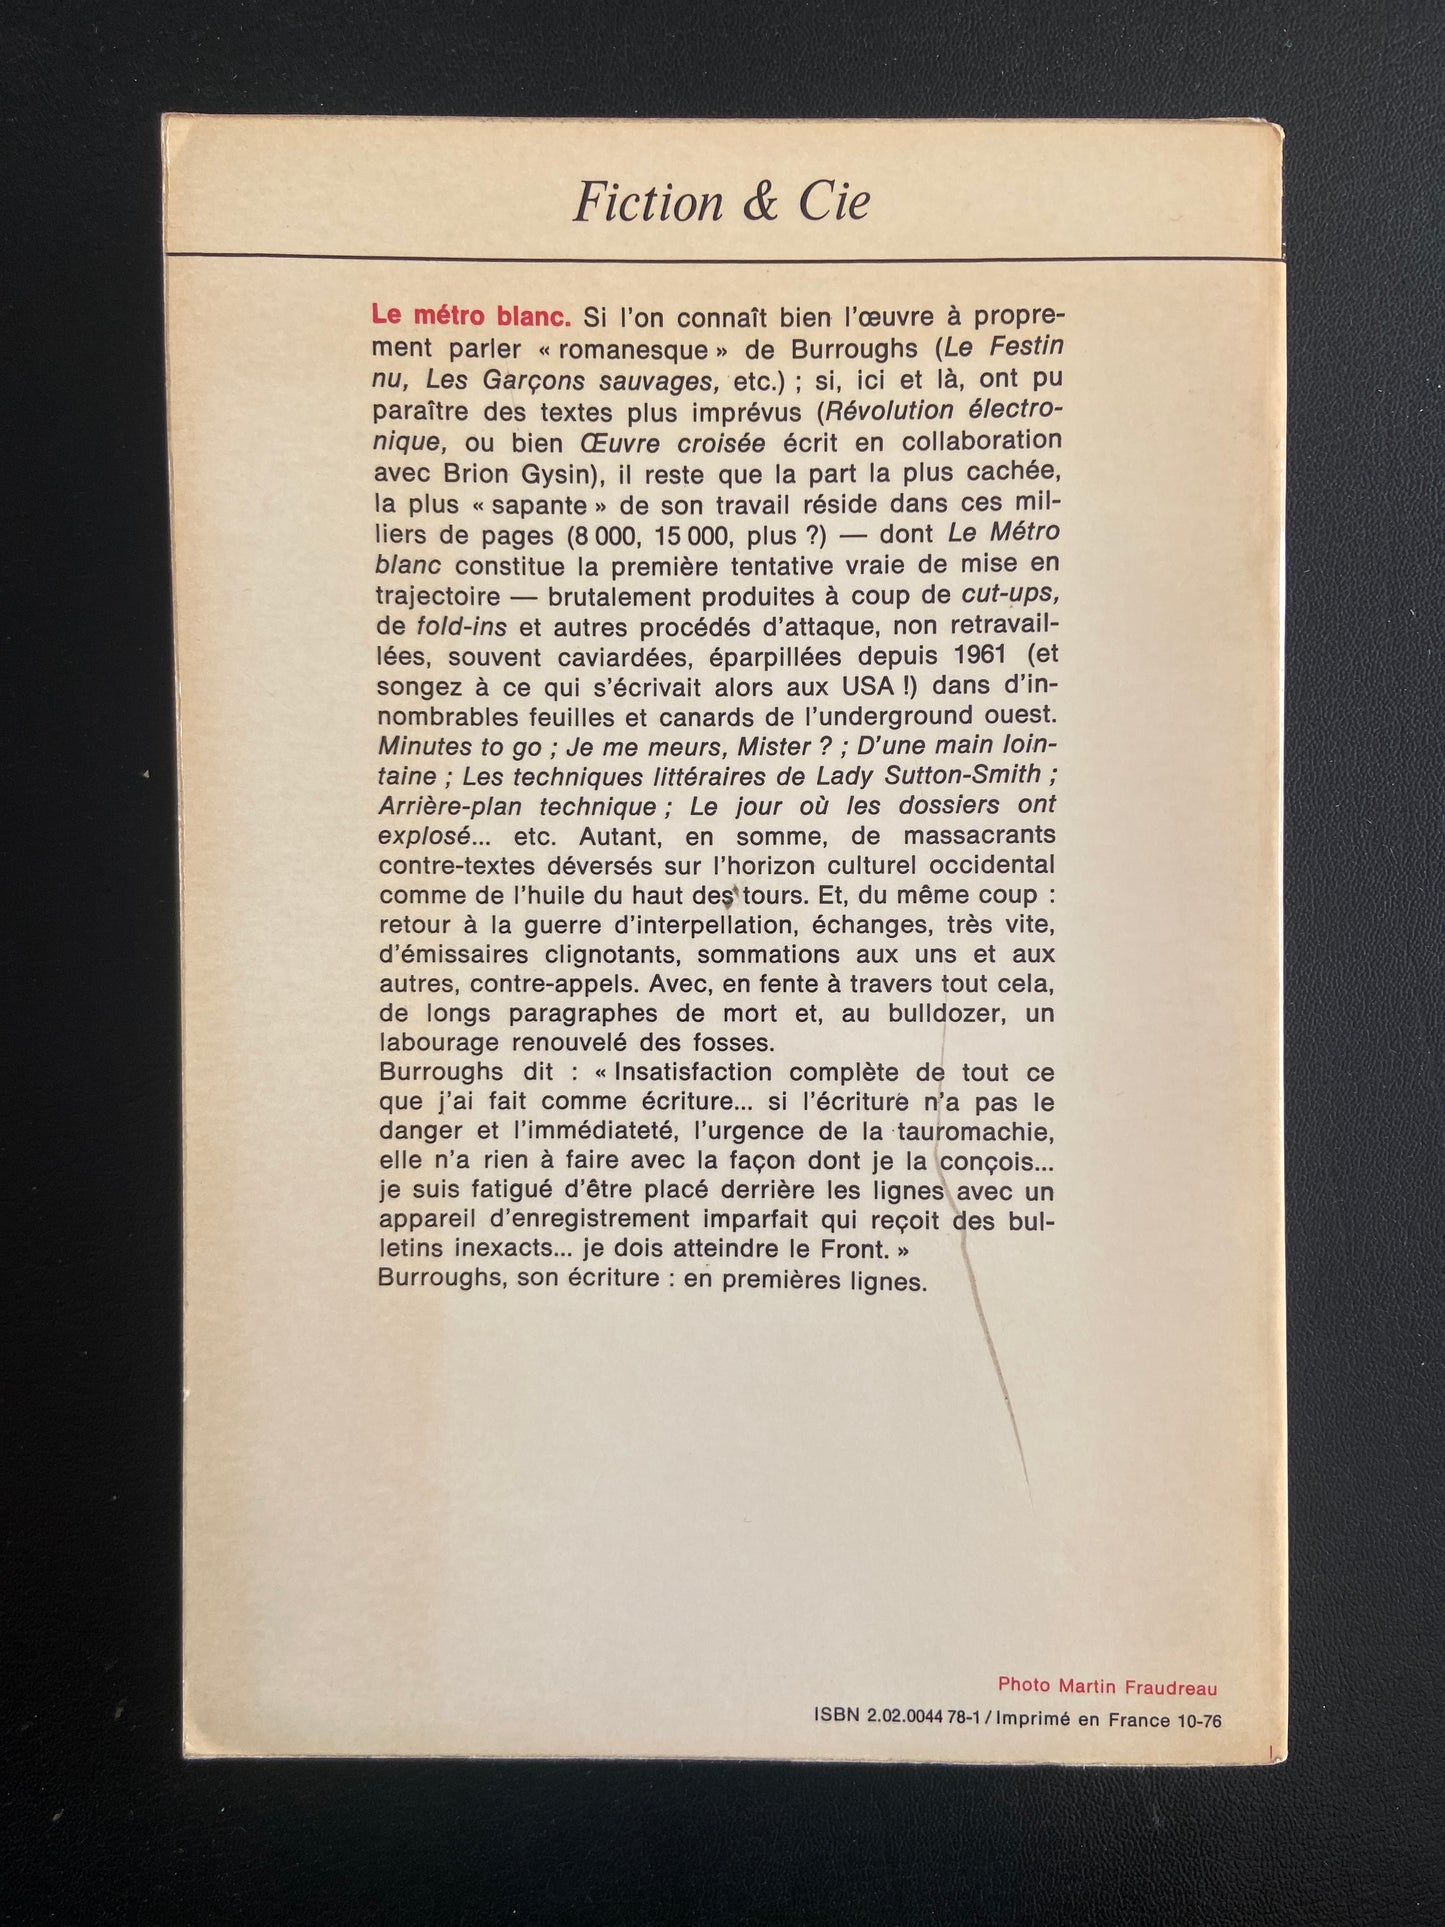 Fiction & Cie
Le métro blanc. Si l'on connaît bien l'œuvre à propre-
ment parler « romanesque » de Burroughs (Le Festin
nu, Les Garçons sauvages, etc.) ; si, ici et là, ont pu
paraître des textes plus imprévus (Révolution électro-
nique, ou bien Œuvre croisée écrit en collaboration
avec Brion Gysin), il reste que la part la plus cachée,
la plus « sapante » de son travail réside dans ces mil-
liers de pages (8 000, 15 000, plus ?) — dont Le Métro
blanc constitue la première tentative vraie de mise en
trajectoire — brutalement produites à coup de cut-ups,
de fold-ins et autres procédés d'attaque, non retravail-
lées, souvent caviardées, éparpillées depuis 1961 (et
songez à ce qui s'écrivait alors aux USA !) dans d'in-
nombrables feuilles et canards de l'underground ouest.
Minutes to go ; Je me meurs, Mister ? ; D'une main loin-
taine ; Les techniques littéraires de Lady Sutton-Smith ;
Arrière-plan technique ; Le jour où les dossiers ont
explosé... etc. Autant, en somme, de massacrants
contre-textes déversés sur l'horizon culturel occidental
comme de l'huile du haut des tours. Et, du même coup :
retour à la guerre d'interpellation, échanges, très vite,
d'émissaires clignotants, sommations aux uns et aux
autres, contre-appels. Avec, en fente à travers tout cela,
de longs paragraphes de mort et, au bulldozer, un
labourage renouvelé des fosses.
Burroughs dit : « Insatisfaction complète de tout ce
que j'ai fait comme écriture... si l'écriture n'a pas le
danger et l'immédiateté, l'urgence de la tauromachie,
elle n'a rien à faire avec la façon dont je la conçois...
je suis fatigué d'être placé derrière les lignes avec un
appareil d'enregistrement imparfait qui reçoit des bul-
letins inexacts... je dois atteindre le Front. »
Burroughs, son écriture : en premières lignes.
Photo Martin Fraudreau
ISBN 2.02.0044 78-1 / Imprimé en France 10-76